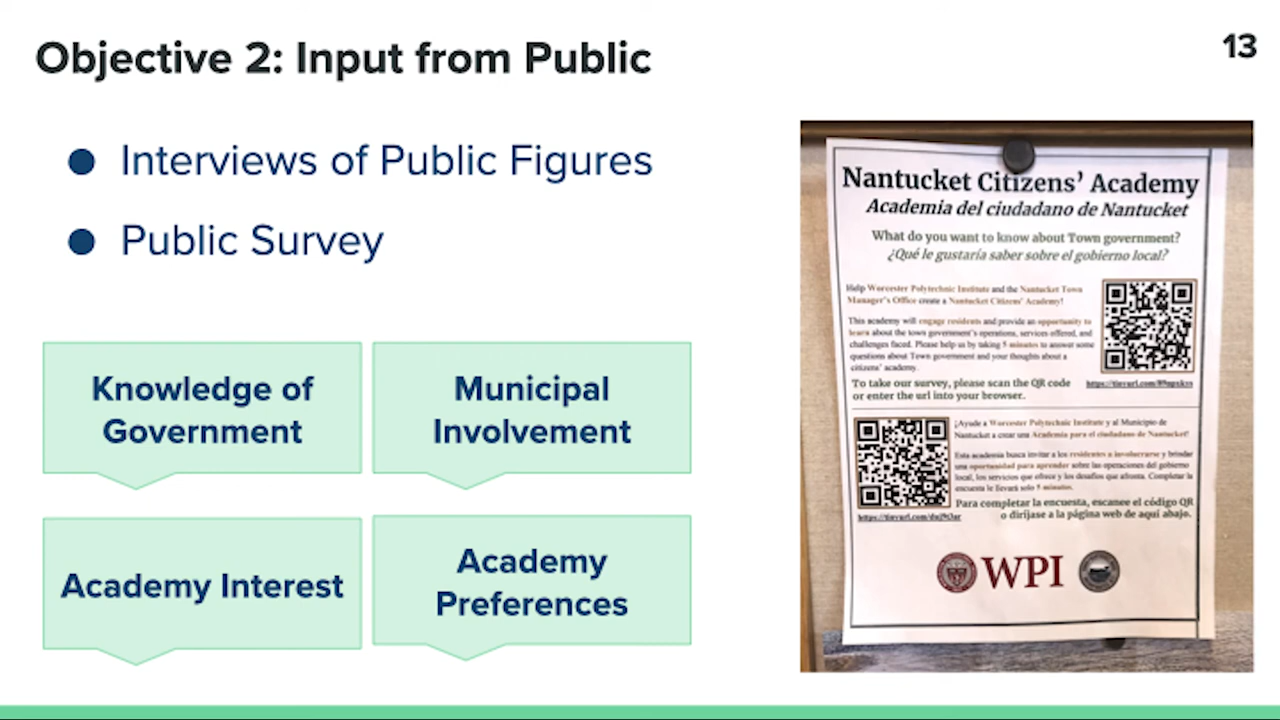 Objective 2: Input from Public
13
Interviews of Public Figures
Public Survey
Knowledge of
Government
Municipal
Involvement
Academy Interest
Academy
Preferences
Nantucket Citizens' Academy
Academia del ciudadano de Nantucket
What do you want to know about Town government?
¿Qué le gustaría saber sobre el gobierno local?
Help Worcester Polytechnic Institute and the Nantucket Town
Manager's Office create a Nantucket Citizens' Academy!
This academy will engage residents and provide an opportunity to
learn about the town government's operations, services offered, and
challenges faced. Please help us by taking 5 minutes to answer some
questions about Town government and your thoughts about a
citizens' academy.
To take our survey, please scan the QR code
or enter the url into your browser.
¡Ayude a Worcester Polytechnic Institute y al Municipio de
Nantucket a crear una Academia para el ciudadano de Nantucket!
Esta academia busca invitar a los residentes a involucrarse y brindar
una oportunidad para aprender sobre las operaciones del gobierno
local, los servicios que ofrece y los desafíos que afronta. Completar la
encuesta le llevará solo 5 minutos.
Para completar la encuesta, escanee el código QR
o diríjase a la página web de aquí abajo.
WPI